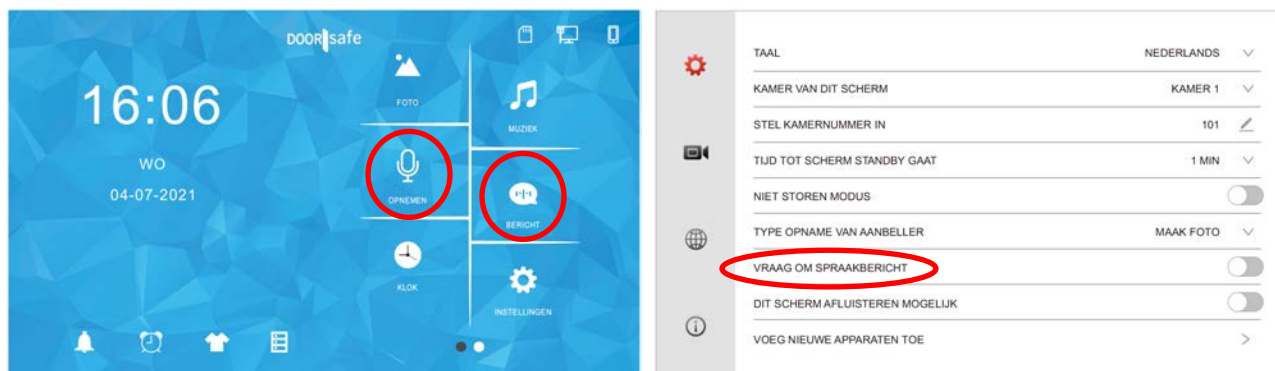 DOORsafe
16:06
WO
04-07-2021
FOTO
MUZIEK
OPNEMEN
BERICHT
KLOK
INSTELLINGEN
TAAL NEDERLANDS
KAMER VAN DIT SCHERM KAMER 1
STEL KAMERNUMMER IN 101
TIJD TOT SCHERM STANDBY GAAT 1 MIN
NIET STOREN MODUS
TYPE OPNAME VAN AANBELLER MAAK FOTO
VRAAG OM SPRAAKBERICHT
DIT SCHERM AFLUISTEREN MOGELIJK
VOEG NIEUWE APPARATEN TOE